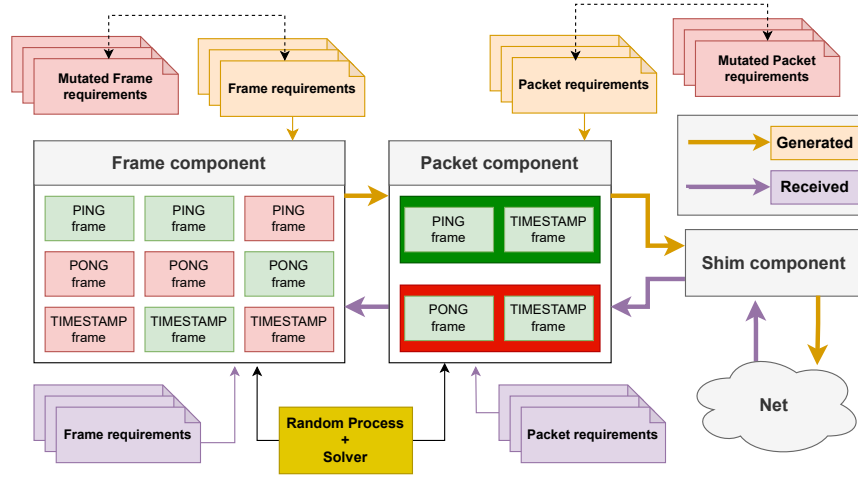 Mutated Frame
requirements
Frame requirements
Packet requirements
Mutated Packet
requirements
Generated
Received
Frame component
PING
frame
PING
frame
PING
frame
PONG
frame
PONG
frame
PONG
frame
TIMESTAMP
frame
TIMESTAMP
frame
TIMESTAMP
frame
Packet component
PING
frame
TIMESTAMP
frame
PONG
frame
TIMESTAMP
frame
Shim component
Net
Frame requirements
Random Process
+
Solver
Packet requirements